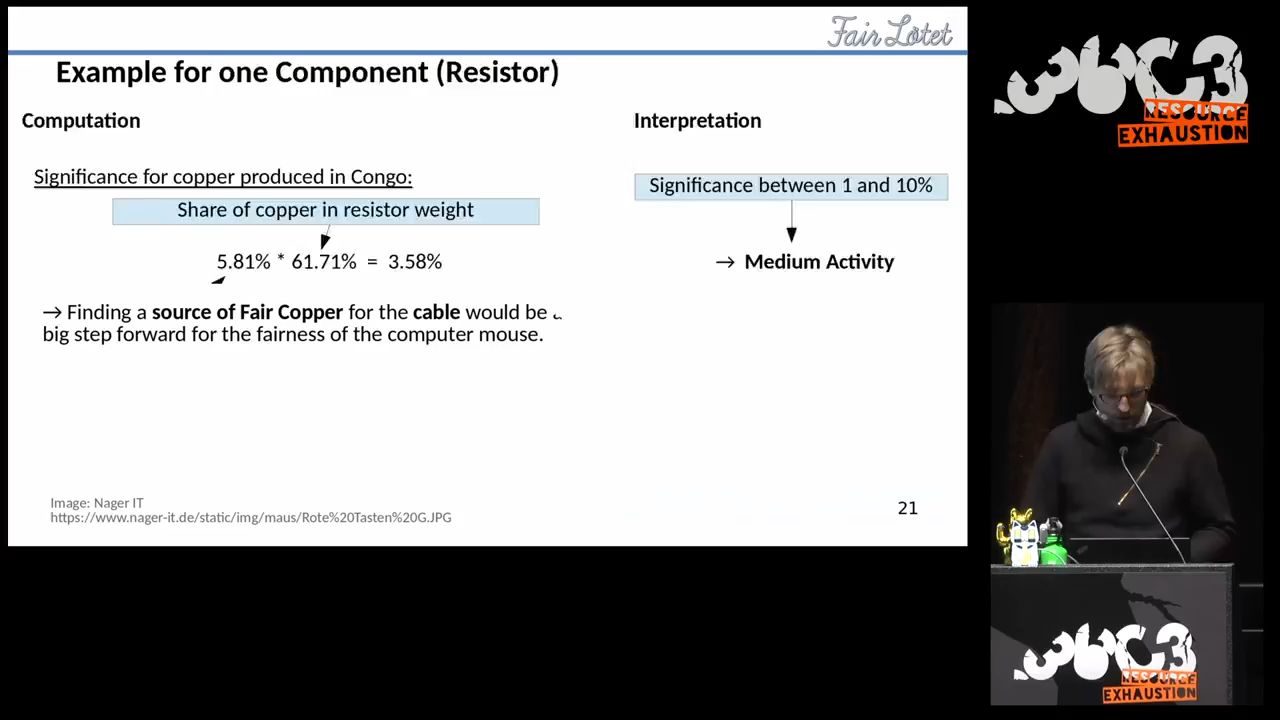 Fair Lötet
Example for one Component (Resistor)
Computation
Significance for copper produced in Congo:
Share of copper in resistor weight
5.81% * 61.71% = 3.58%
→ Finding a source of Fair Copper for the cable would be
big step forward for the fairness of the computer mouse.
Interpretation
Significance between 1 and 10%
→ Medium Activity
Image: Nager IT
https://www.nager-it.de/static/img/maus/Rote%20Tasten%20G.JPG
21
36C3
RESOURCE
EXHAUSTION
36C3
RESOURCE
EXHAUSTION